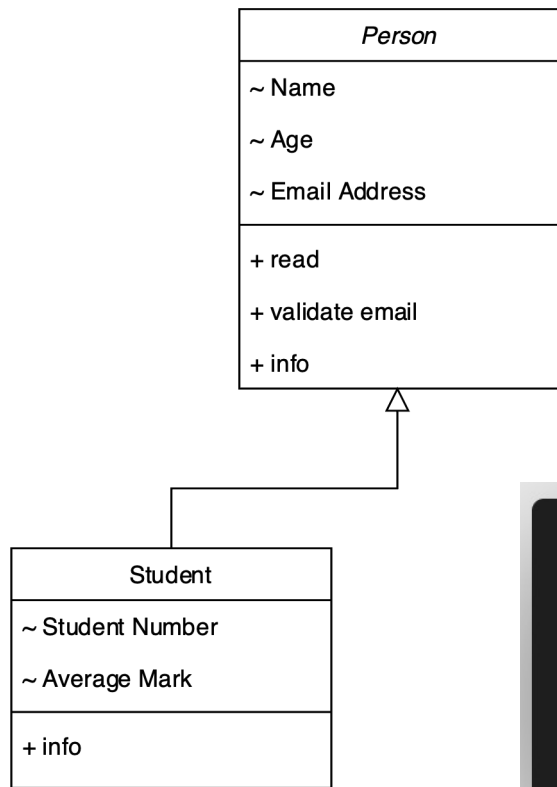 Person
~ Name
~ Age
~ Email Address
+ read
+ validate email
+ info
Student
~ Student Number
~ Average Mark
+ info